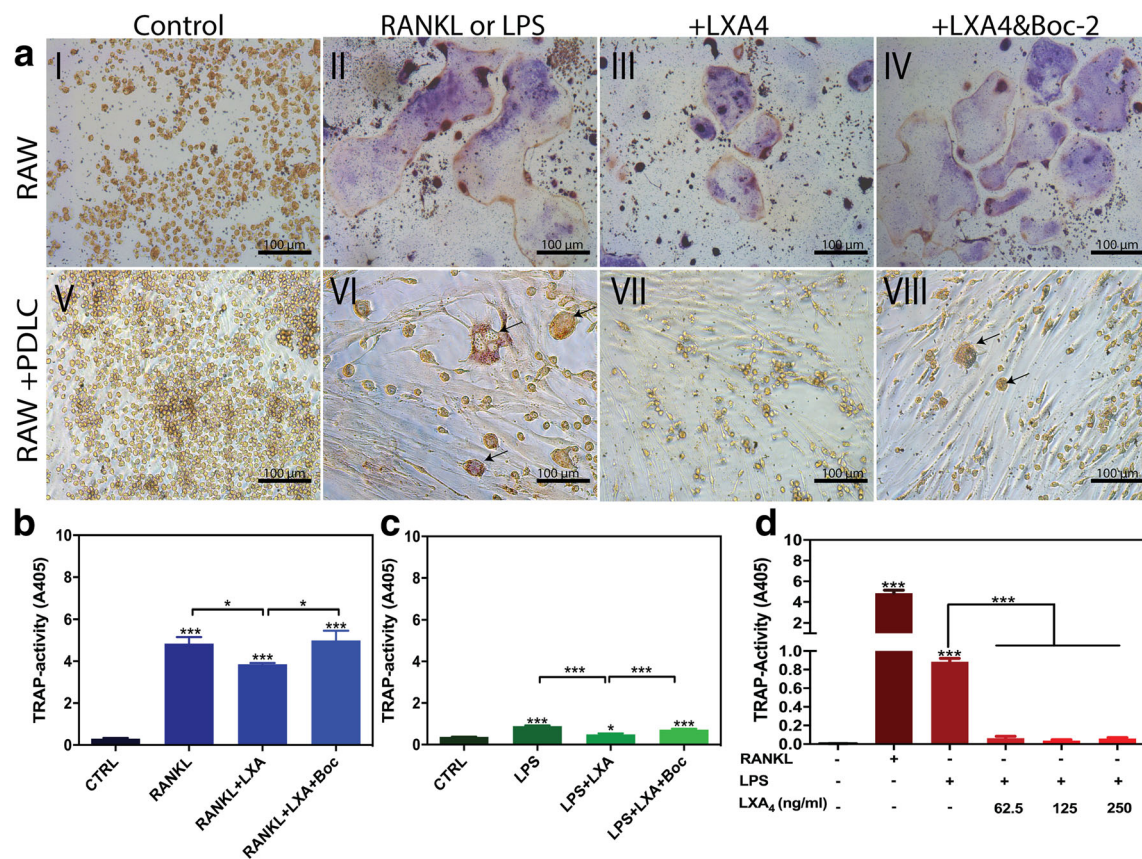 Control RANKL or LPS +LXA4 +LXA4&Boc-2
a
RAW
I II III IV
100 µm 100 µm 100 µm 100 µm
RAW +PDLC
V VI VII VIII
100 µm 100 µm 100 µm 100 µm
b
TRAP-activity (A405)
10
8
6
4
2
0
*** *** ***
* *
CTRL RANKL RANKL+LXA RANKL+LXA+Boc
c
TRAP-activity (A405)
10
8
6
4
2
0
*** ***
*** * ***
CTRL LPS LPS+LXA LPS+LXA+Boc
d
TRAP-Activity (A405)
10
8
6
4
2
0.8
0.6
0.4
0.2
0.0
***
***
***
RANKL - + - - - -
LPS - - + + + +
LXA₄ (ng/ml) - - - 62.5 125 250